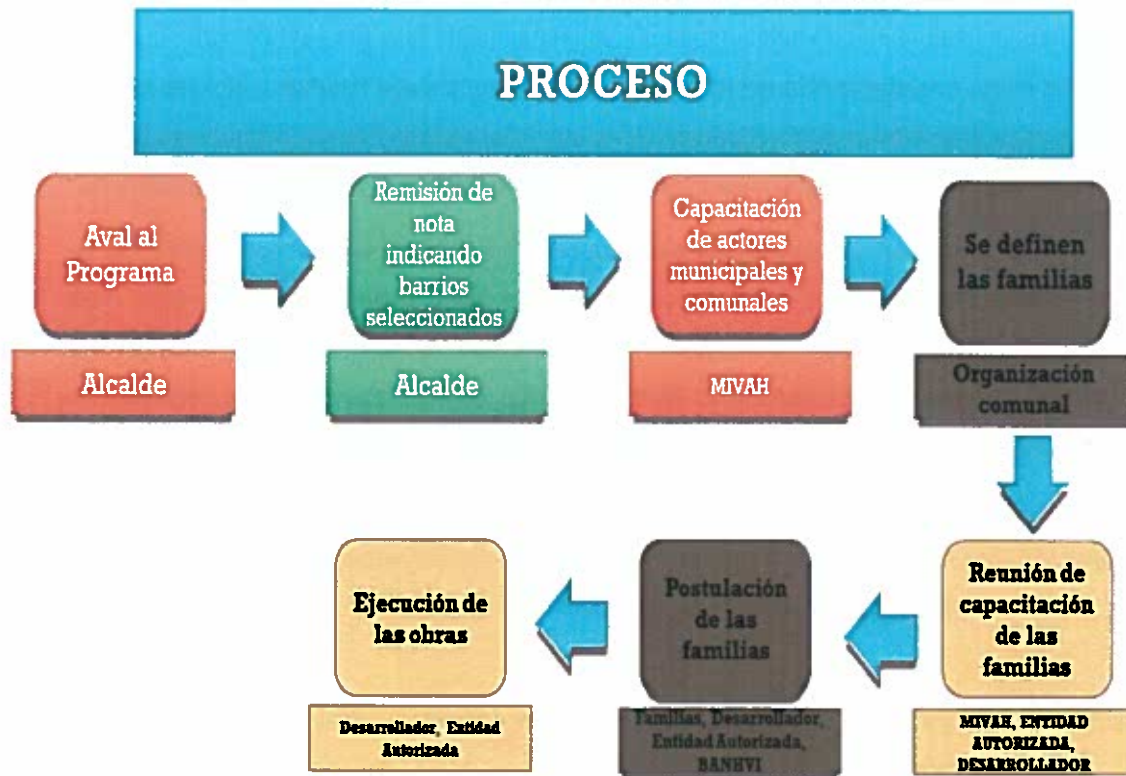 PROCESO
Aval al
Programa
Alcalde
Remisión de
nota
indicando
barrios
seleccionados
Alcalde
Capacitación
de actores
municipales y
comunales
MIVAH
Se definen
las familias
Organización
comunal
Reunión de
capacitación
de las
familias
MIVAH, ENTIDAD
AUTORIZADA,
DESARROLLADOR
Postulación
de las
familias
Familias, Desarrollador,
Entidad Autorizada,
BANHVI
Ejecución de
las obras
Desarrollador, Entidad
Autorizada